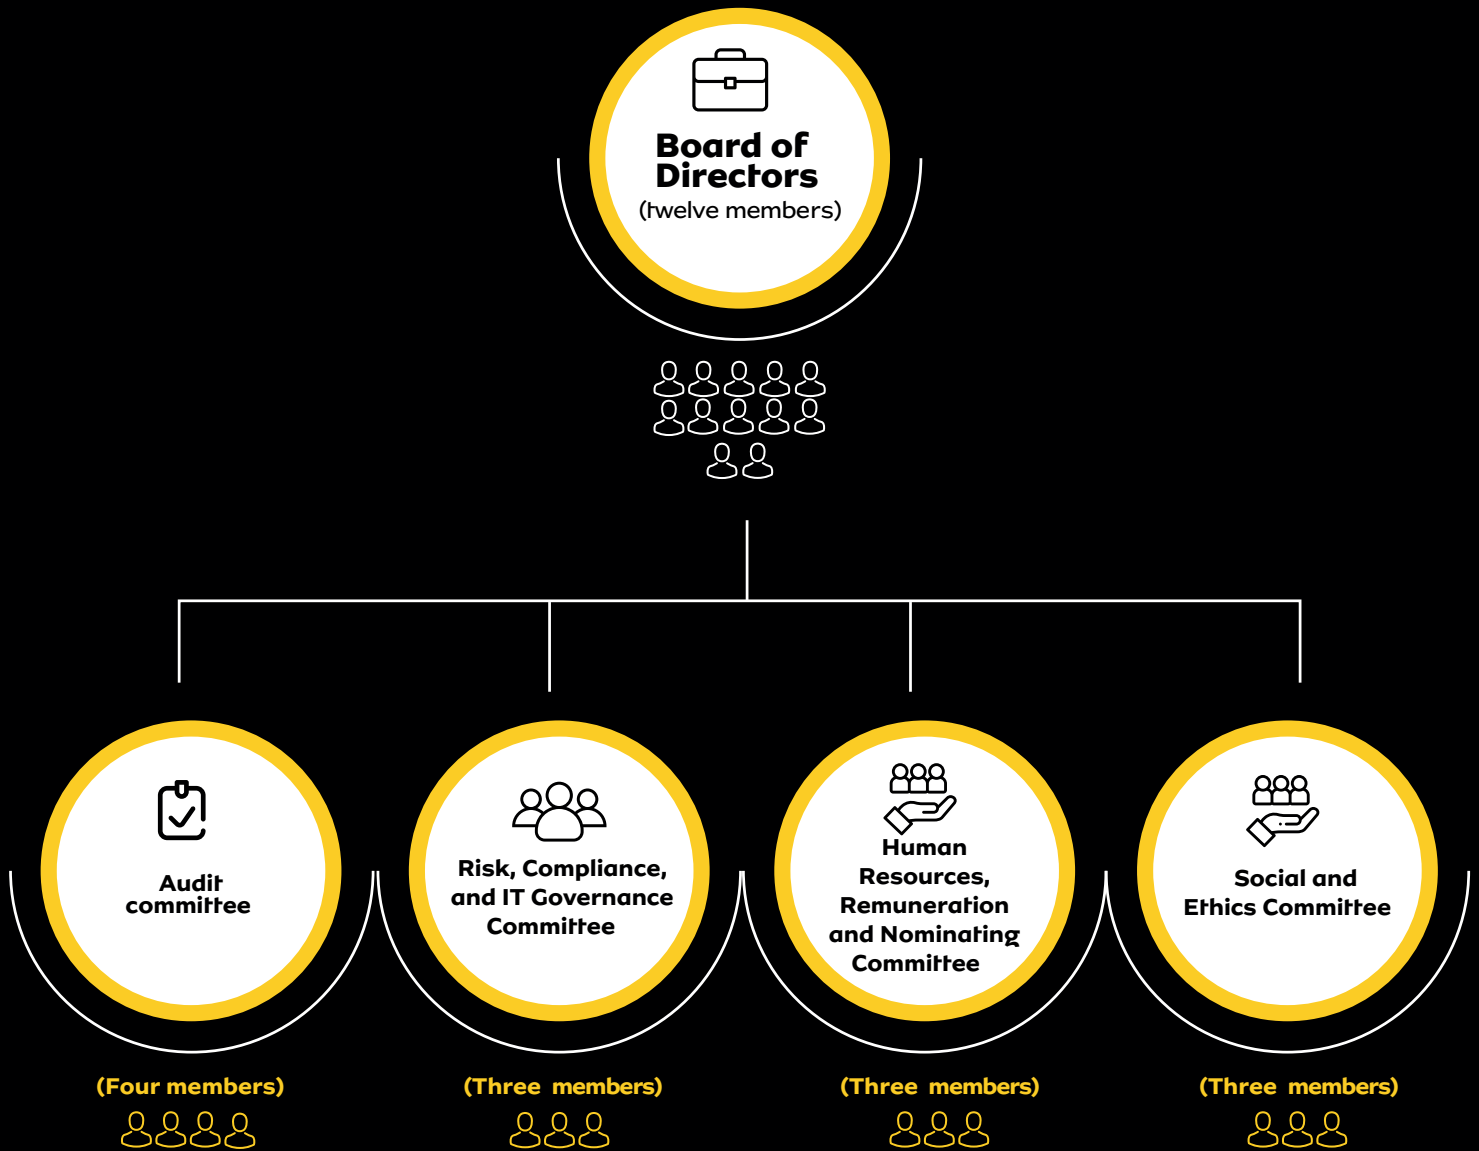 Board of
Directors
(twelve members)
Audit
committee
Risk, Compliance,
and IT Governance
Committee
Human
Resources,
Remuneration
and Nominating
Committee
Social and
Ethics Committee
(Four members)
(Three members)
(Three members)
(Three members)